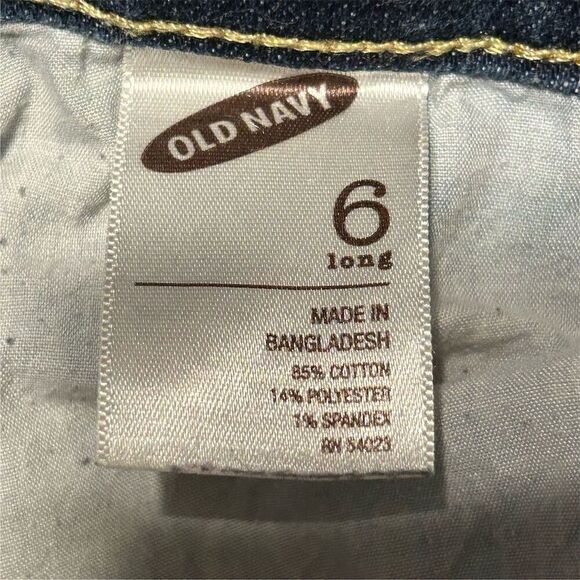 OLD NAVY
6
long
MADE IN
BANGLADESH
85% COTTON
14% POLYESTER
1% SPANDEX
RN 54023